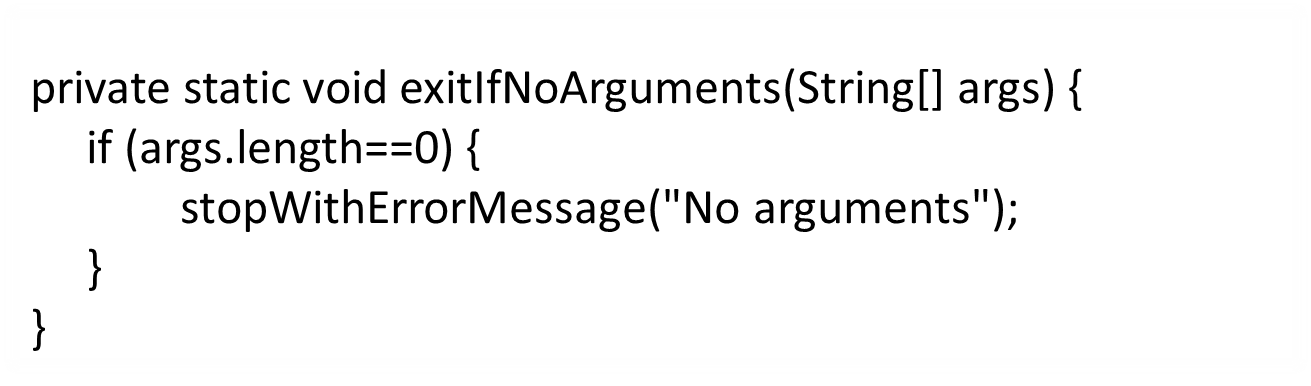 private static void exitIfNoArguments(String[] args) {
if (args.length==0) {
stopWithErrorMessage("No arguments");
}
}